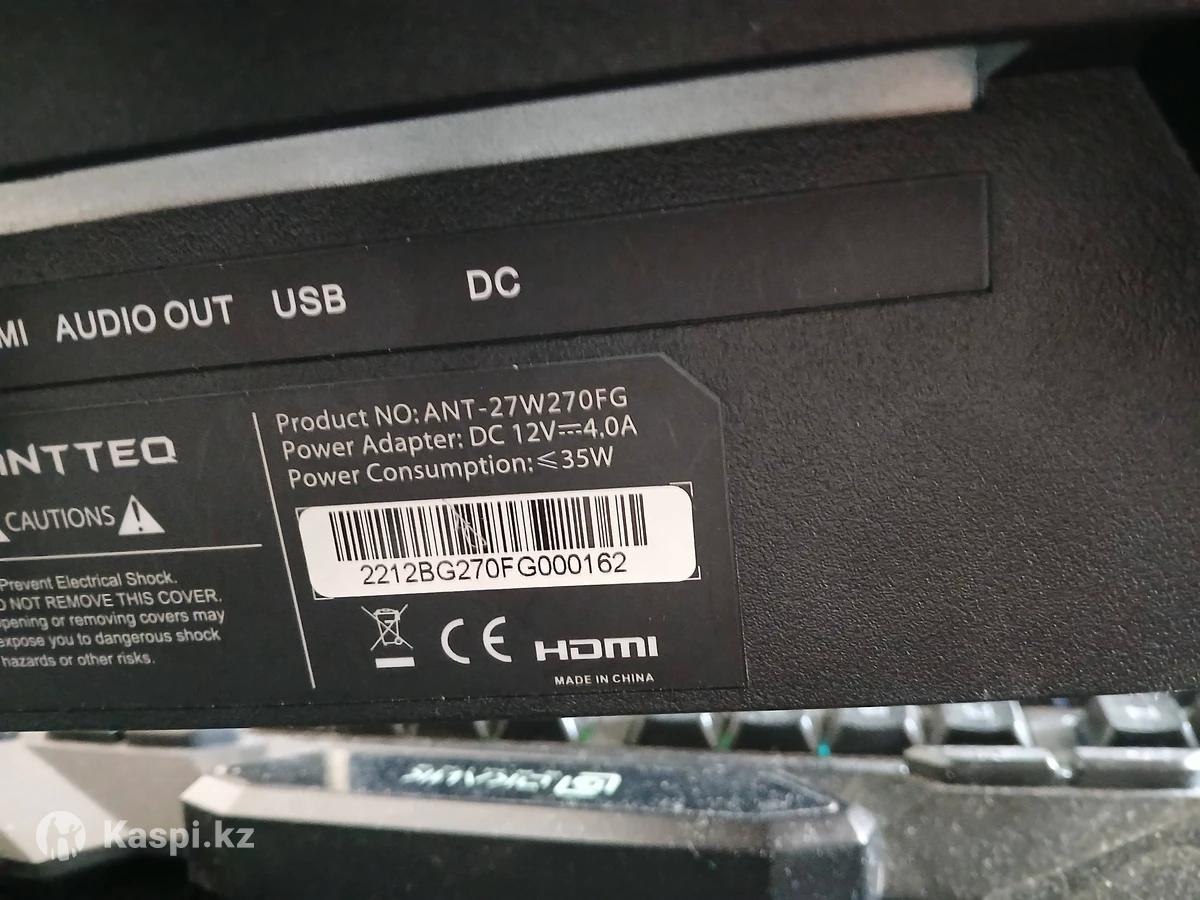 MI AUDIO OUT USB DC
ANTTEQ
CAUTIONS
Prevent Electrical Shock.
O NOT REMOVE THIS COVER.
pening or removing covers may
expose you to dangerous shock
hazards or other risks.
Product NO: ANT-27W270FG
Power Adapter: DC 12V⎓4.0A
Power Consumption: ≤35W
2212BG270FG000162
CE HDMI
MADE IN CHINA
Kaspi.kz